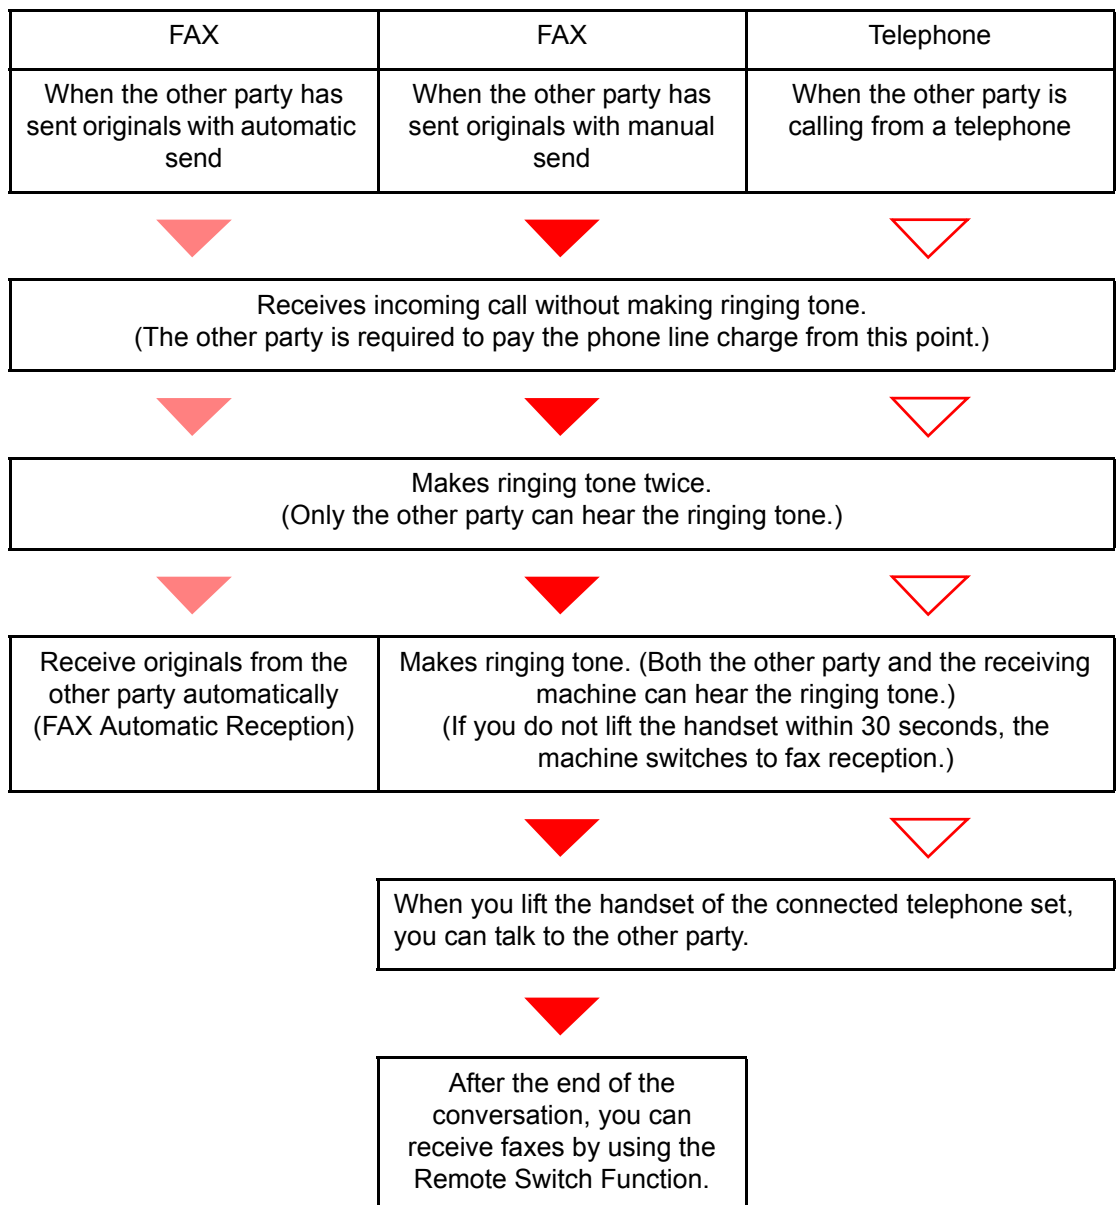 FAX
FAX
Telephone
When the other party has
sent originals with automatic
send
When the other party has
sent originals with manual
send
When the other party is
calling from a telephone
Receives incoming call without making ringing tone.
(The other party is required to pay the phone line charge from this point.)
Makes ringing tone twice.
(Only the other party can hear the ringing tone.)
Receive originals from the
other party automatically
(FAX Automatic Reception)
Makes ringing tone. (Both the other party and the receiving
machine can hear the ringing tone.)
(If you do not lift the handset within 30 seconds, the
machine switches to fax reception.)
When you lift the handset of the connected telephone set,
you can talk to the other party.
After the end of the
conversation, you can
receive faxes by using the
Remote Switch Function.